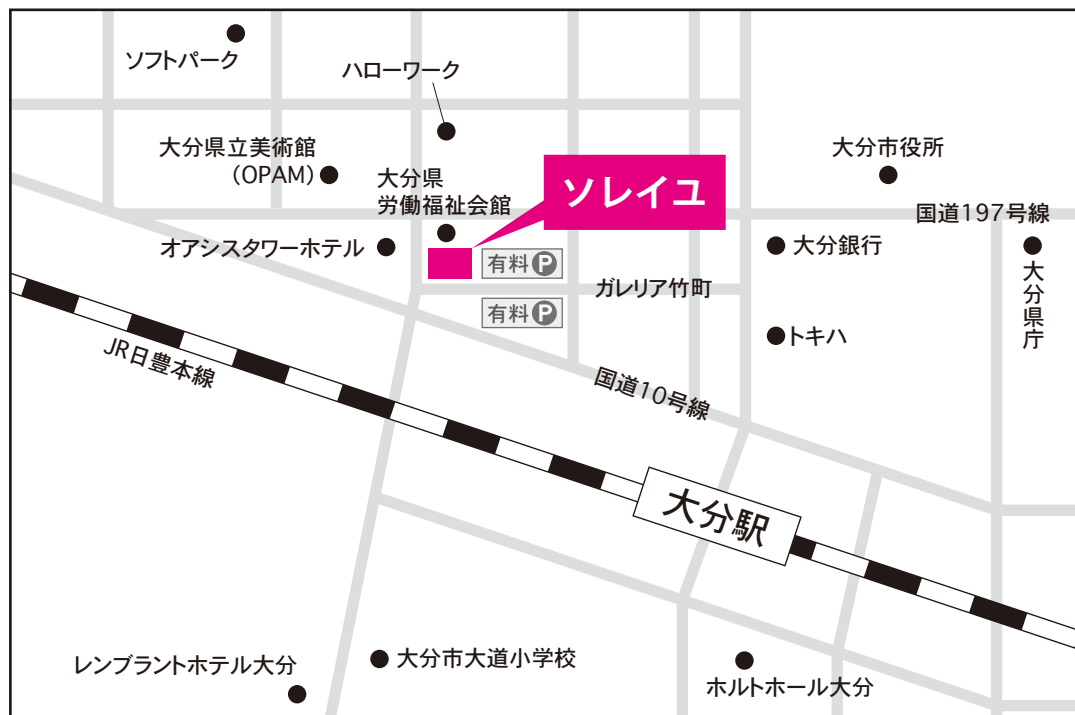 ソフトパーク
ハローワーク
大分県立美術館
(OPAM)
大分県
労働福祉会館
ソレイユ
大分市役所
国道197号線
オアシスタワーホテル
有料P
大分銀行
大分県庁
ガレリア竹町
有料P
トキハ
JR日豊本線
国道10号線
大分駅
レンブラントホテル大分
大分市大道小学校
ホルトホール大分